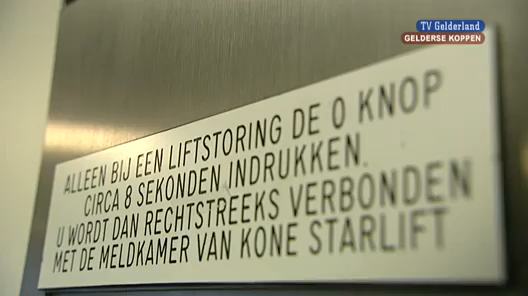 TV Gelderland
GELDERSE KOPPEN
ALLEEN BIJ EEN LIFTSTORING DE O KNOP
CIRCA 8 SEKONDEN INDRUKKEN.
U WORDT DAN RECHTSTREEKS VERBONDEN
MET DE MELDKAMER VAN KONE STARLIFT